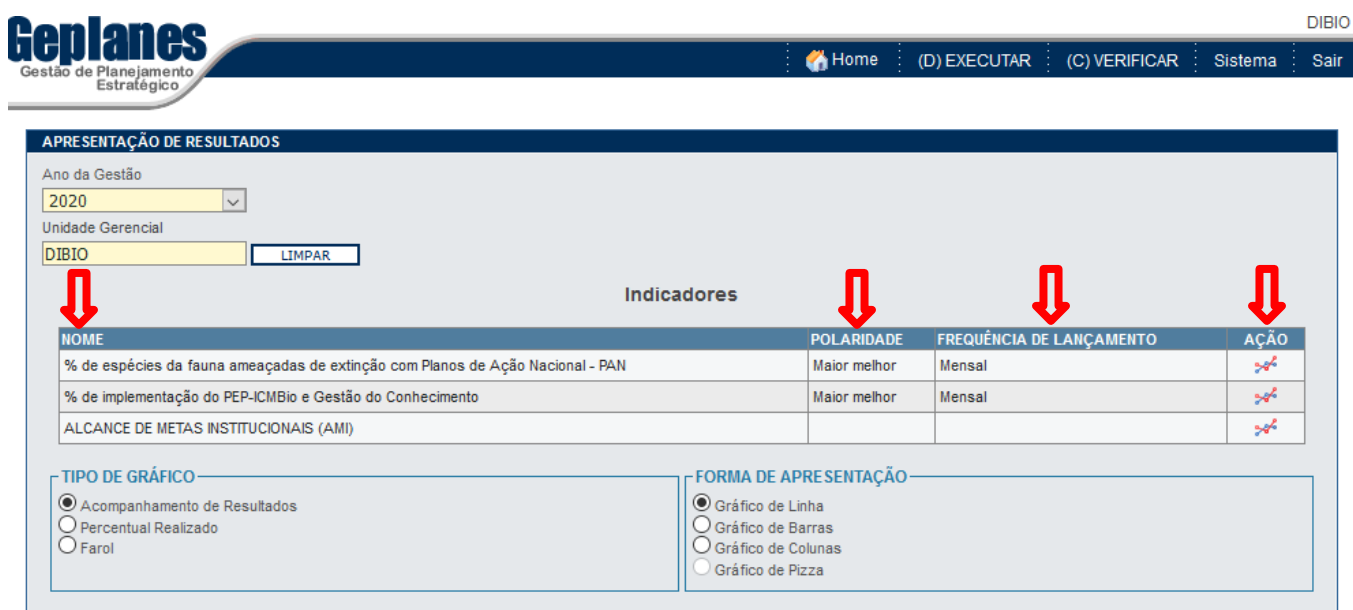 DIBIO
Geplanes
Gestão de Planejamento
Estratégico
Home (D) EXECUTAR (C) VERIFICAR Sistema Sair
APRESENTAÇÃO DE RESULTADOS
Ano da Gestão
2020
Unidade Gerencial
DIBIO LIMPAR
Indicadores
NOME POLARIDADE FREQUÊNCIA DE LANÇAMENTO AÇÃO
% de espécies da fauna ameaçadas de extinção com Planos de Ação Nacional - PAN Maior melhor Mensal
% de implementação do PEP-ICMBio e Gestão do Conhecimento Maior melhor Mensal
ALCANCE DE METAS INSTITUCIONAIS (AMI)
TIPO DE GRÁFICO
Acompanhamento de Resultados
Percentual Realizado
Farol
FORMA DE APRESENTAÇÃO
Gráfico de Linha
Gráfico de Barras
Gráfico de Colunas
Gráfico de Pizza